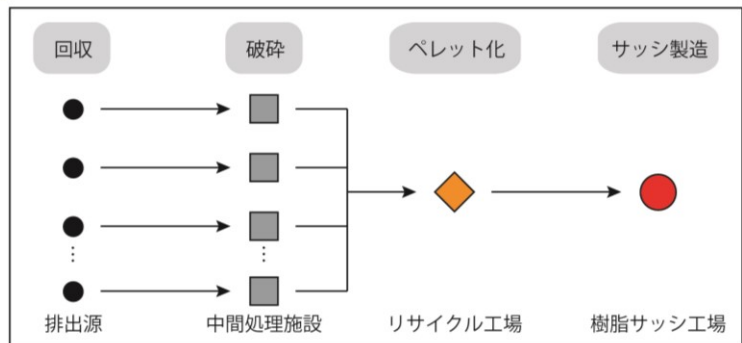 回収
破砕
ペレット化
サッシ製造
排出源
中間処理施設
リサイクル工場
樹脂サッシ工場